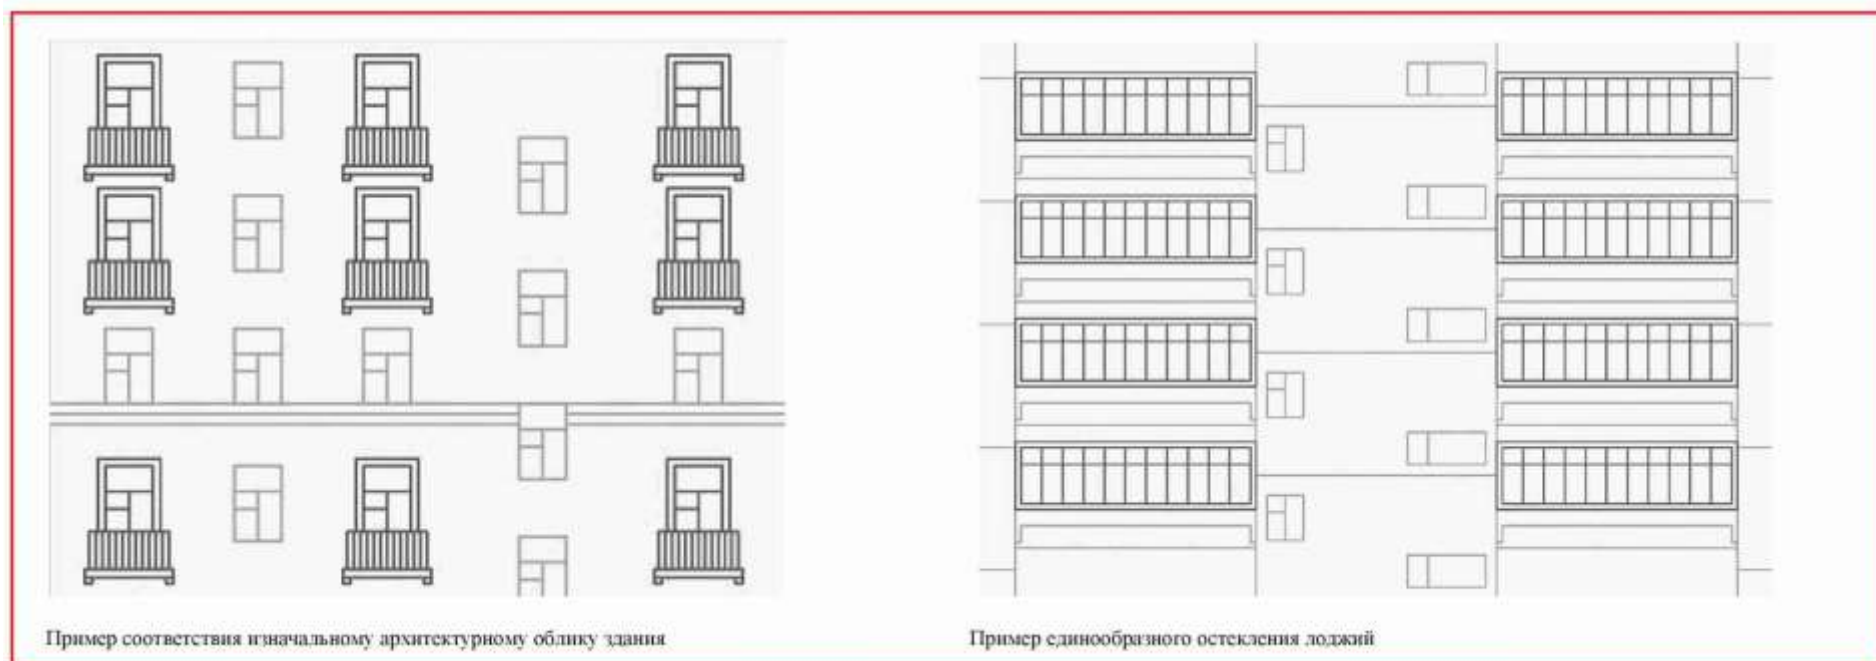 Пример соответствия изначальному архитектурному облику здания
Пример единообразного остекления лоджий